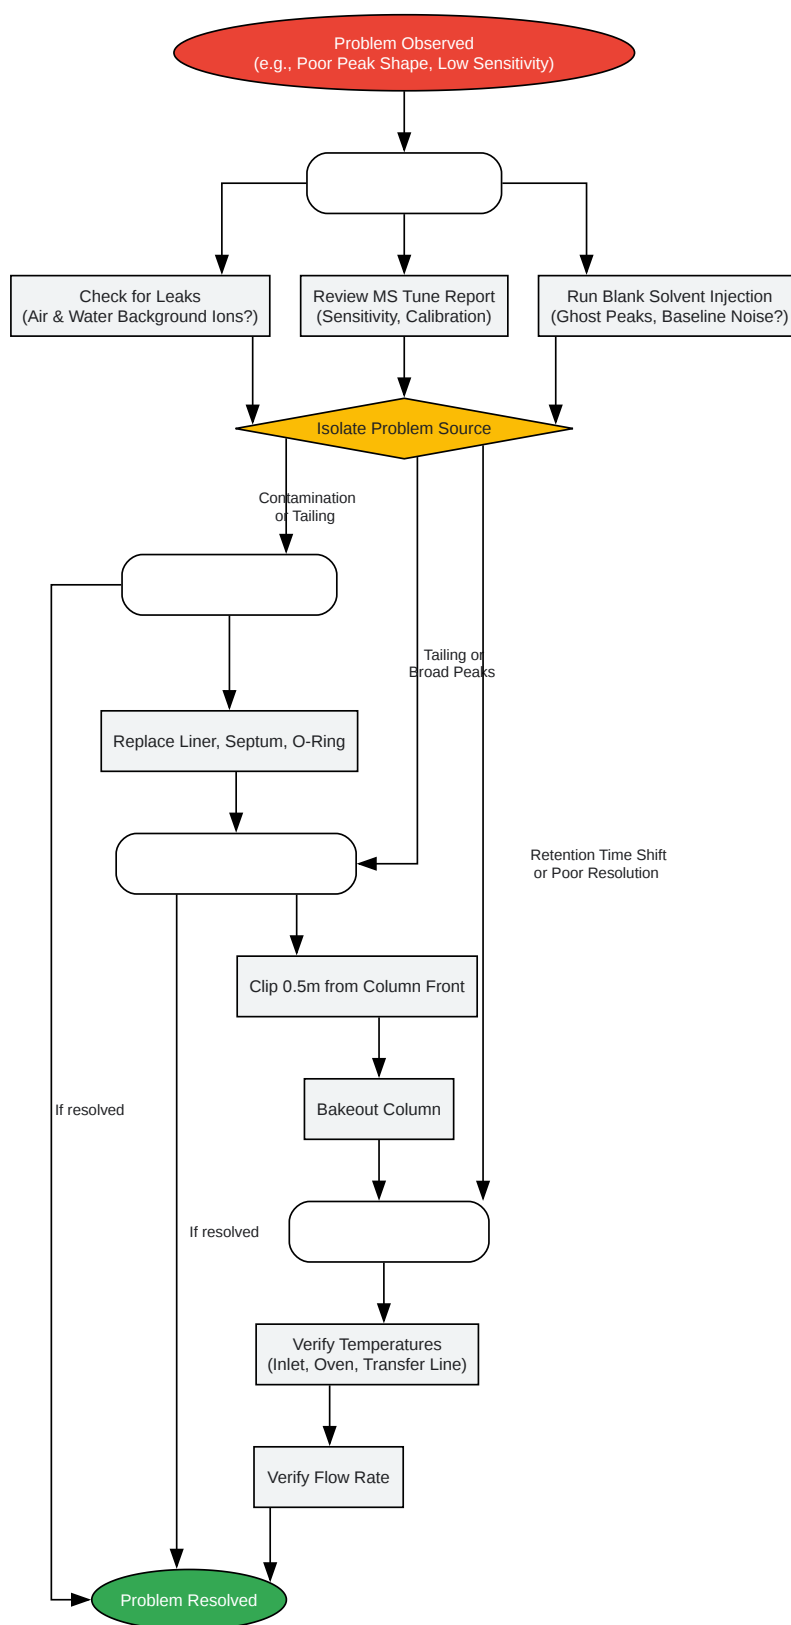 Problem Observed
(e.g., Poor Peak Shape, Low Sensitivity)
Check for Leaks
(Air & Water Background Ions?)
Review MS Tune Report
(Sensitivity, Calibration)
Run Blank Solvent Injection
(Ghost Peaks, Baseline Noise?)
Isolate Problem Source
Contamination
or Tailing
Tailing or
Broad Peaks
Replace Liner, Septum, O-Ring
Retention Time Shift
or Poor Resolution
Clip 0.5m from Column Front
If resolved
Bakeout Column
If resolved
Verify Temperatures
(Inlet, Oven, Transfer Line)
Verify Flow Rate
Problem Resolved